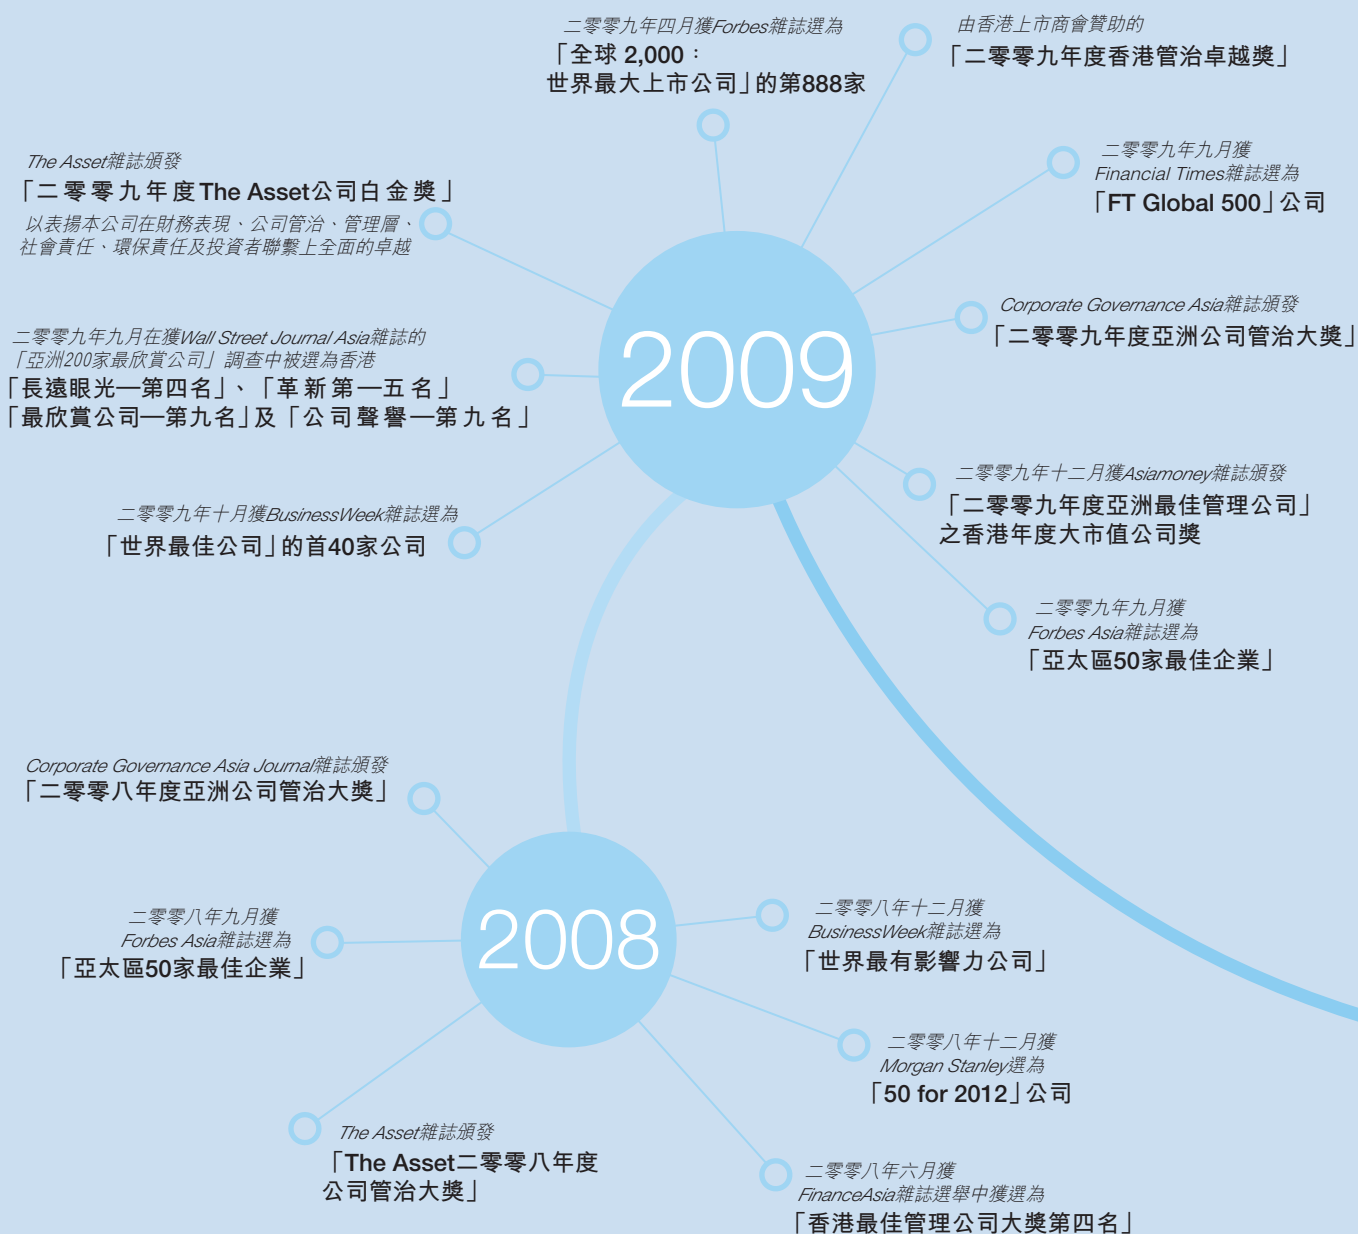 二零零九年四月獲Forbes雜誌選為
「全球 2,000：
世界最大上市公司」的第888家
由香港上市商會贊助的
「二零零九年度香港管治卓越獎」
The Asset雜誌頒發
「二零零九年度The Asset公司白金獎」
以表揚本公司在財務表現、公司管治、管理層、
社會責任、環保責任及投資者聯繫上全面的卓越
二零零九年九月獲
Financial Times雜誌選為
「FT Global 500」公司
2009
Corporate Governance Asia雜誌頒發
「二零零九年度亞洲公司管治大獎」
二零零九年九月在獲Wall Street Journal Asia雜誌的
「亞洲200家最欣賞公司」調查中被選為香港
「長遠眼光—第四名」、「革新第一五名」
「最欣賞公司—第九名」及「公司聲譽—第九名」
二零零九年十二月獲Asiamoney雜誌頒發
「二零零九年度亞洲最佳管理公司」
之香港年度大市值公司獎
二零零九年十月獲BusinessWeek雜誌選為
「世界最佳公司」的首40家公司
二零零九年九月獲
Forbes Asia雜誌選為
「亞太區50家最佳企業」
Corporate Governance Asia Journal雜誌頒發
「二零零八年度亞洲公司管治大獎」
2008
二零零八年九月獲
Forbes Asia雜誌選為
「亞太區50家最佳企業」
二零零八年十二月獲
BusinessWeek雜誌選為
「世界最有影響力公司」
二零零八年十二月獲
Morgan Stanley選為
「50 for 2012」公司
The Asset雜誌頒發
「The Asset二零零八年度
公司管治大獎」
二零零八年六月獲
FinanceAsia雜誌選舉中獲選為
「香港最佳管理公司大獎第四名」